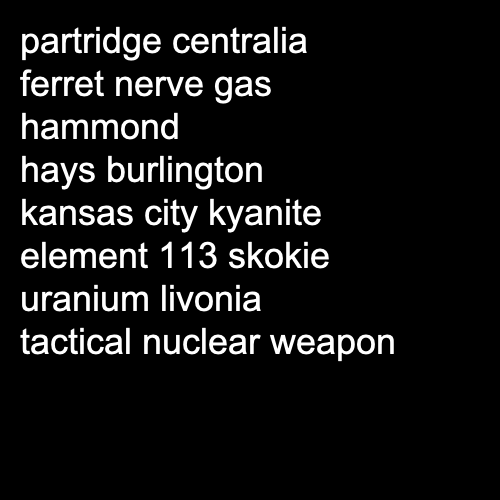 partridge centralia
ferret nerve gas
hammond
hays burlington
kansas city kyanite
element 113 skokie
uranium livonia
tactical nuclear weapon